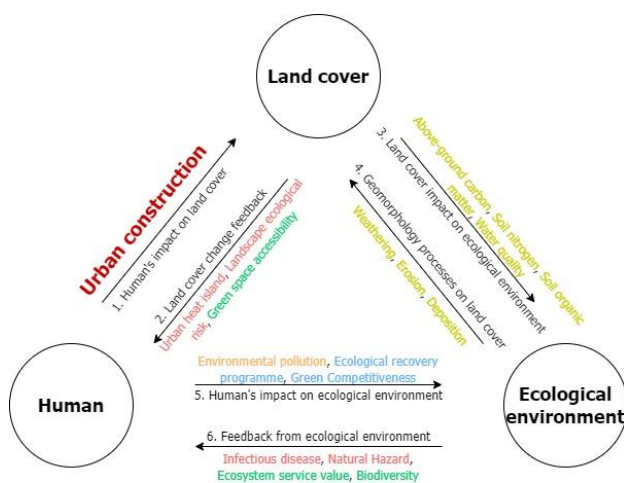 Land cover
Urban construction
1. Human's impact on land cover
2. Land cover change feedback
Urban heat island, Landscape ecological
risk, Green space accessibility
Above-ground carbon, Soil nitrogen, Soil organic
matter, Water quality
3. Land cover impact on ecological environment
4. Geomorphology processes on land cover
Weathering, Erosion, Deposition
Human
Environmental pollution, Ecological recovery
programme, Green Competitiveness
5. Human's impact on ecological environment
6. Feedback from ecological environment
Infectious disease, Natural Hazard,
Ecosystem service value, Biodiversity
Ecological
environment